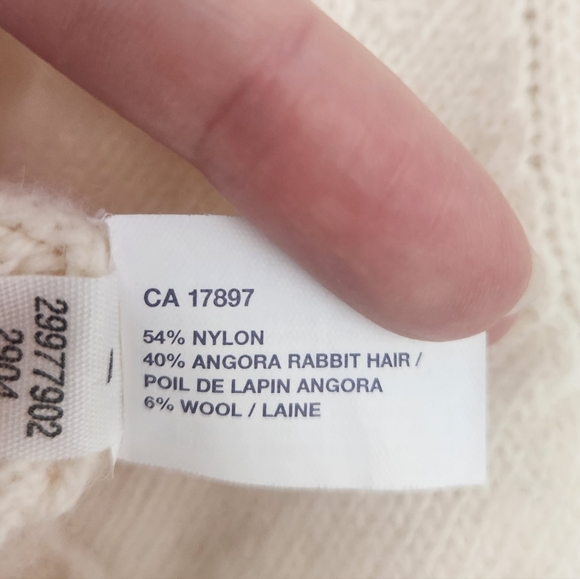 CA 17897
54% NYLON
40% ANGORA RABBIT HAIR /
POIL DE LAPIN ANGORA
6% WOOL / LAINE
29977902
2904